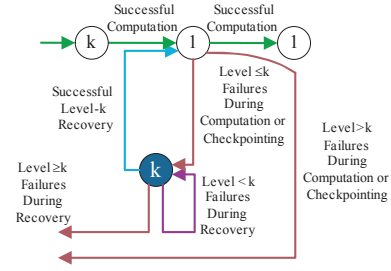 Successful
Computation
Successful
Computation
k
1
1
Successful
Level-k
Recovery
Level ≤k
Failures
During
Computation or
Checkpointing
Level>k
Failures
During
Computation or
Checkpointing
k
Level≥k
Failures
During
Recovery
Level < k
Failures
During
Recovery